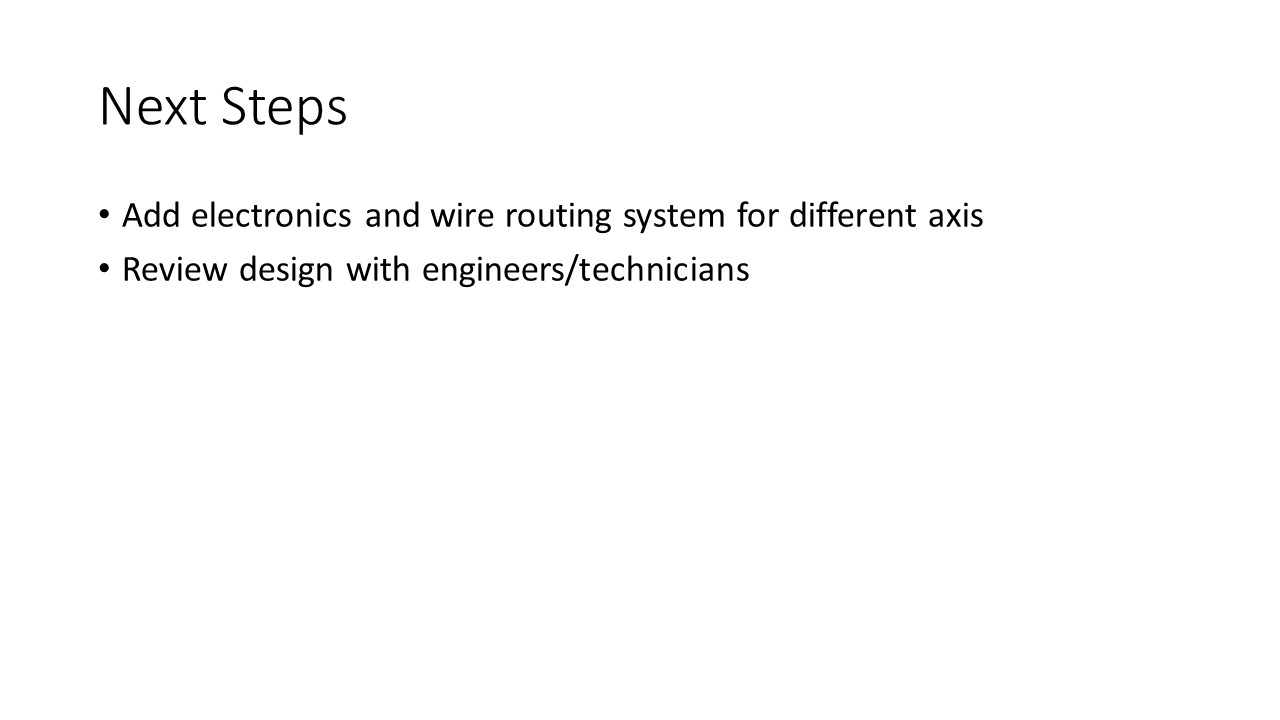 Next Steps
• Add electronics and wire routing system for different axis
• Review design with engineers/technicians